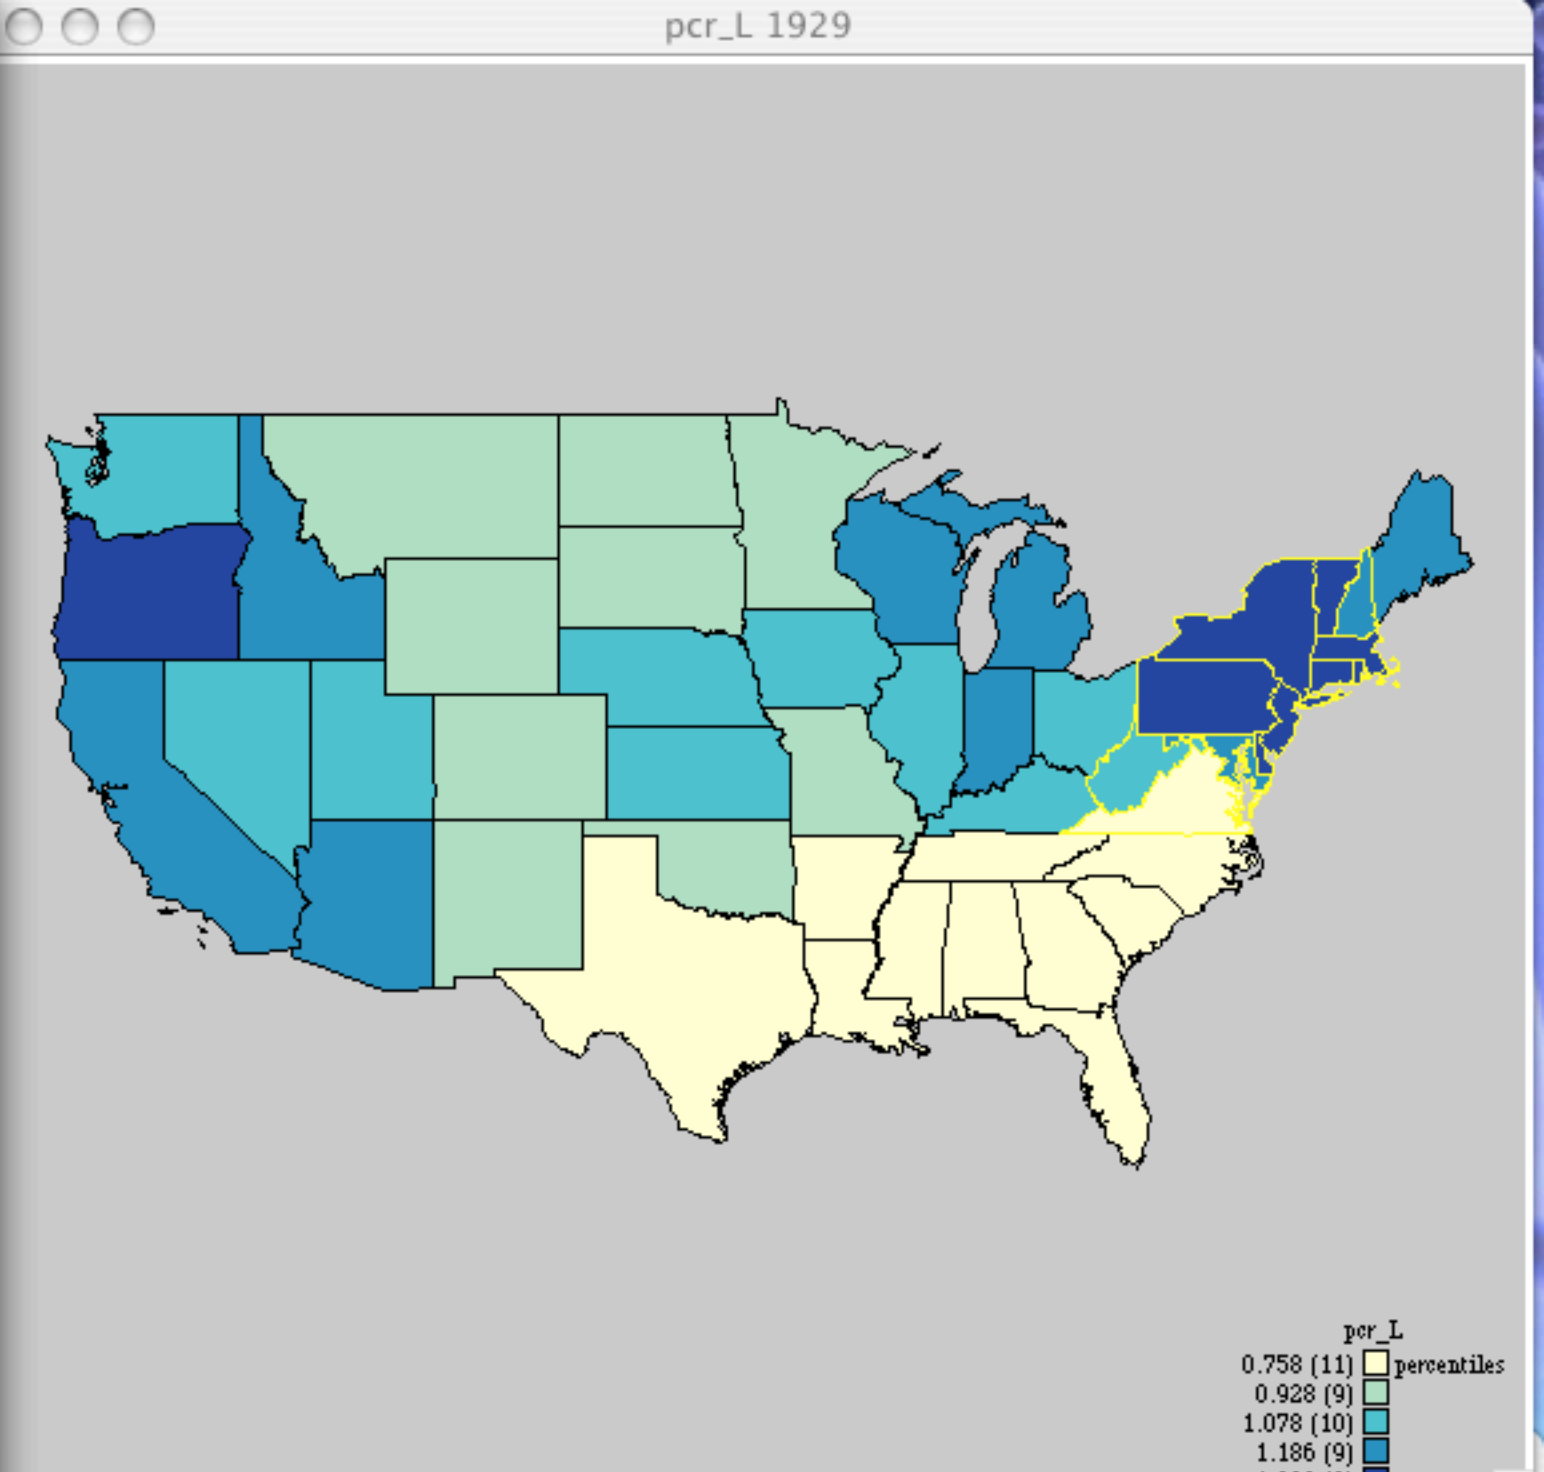 pcr_L 1929
pcr_L
0.758 (11) percentiles
0.928 (9)
1.078 (10)
1.186 (9)